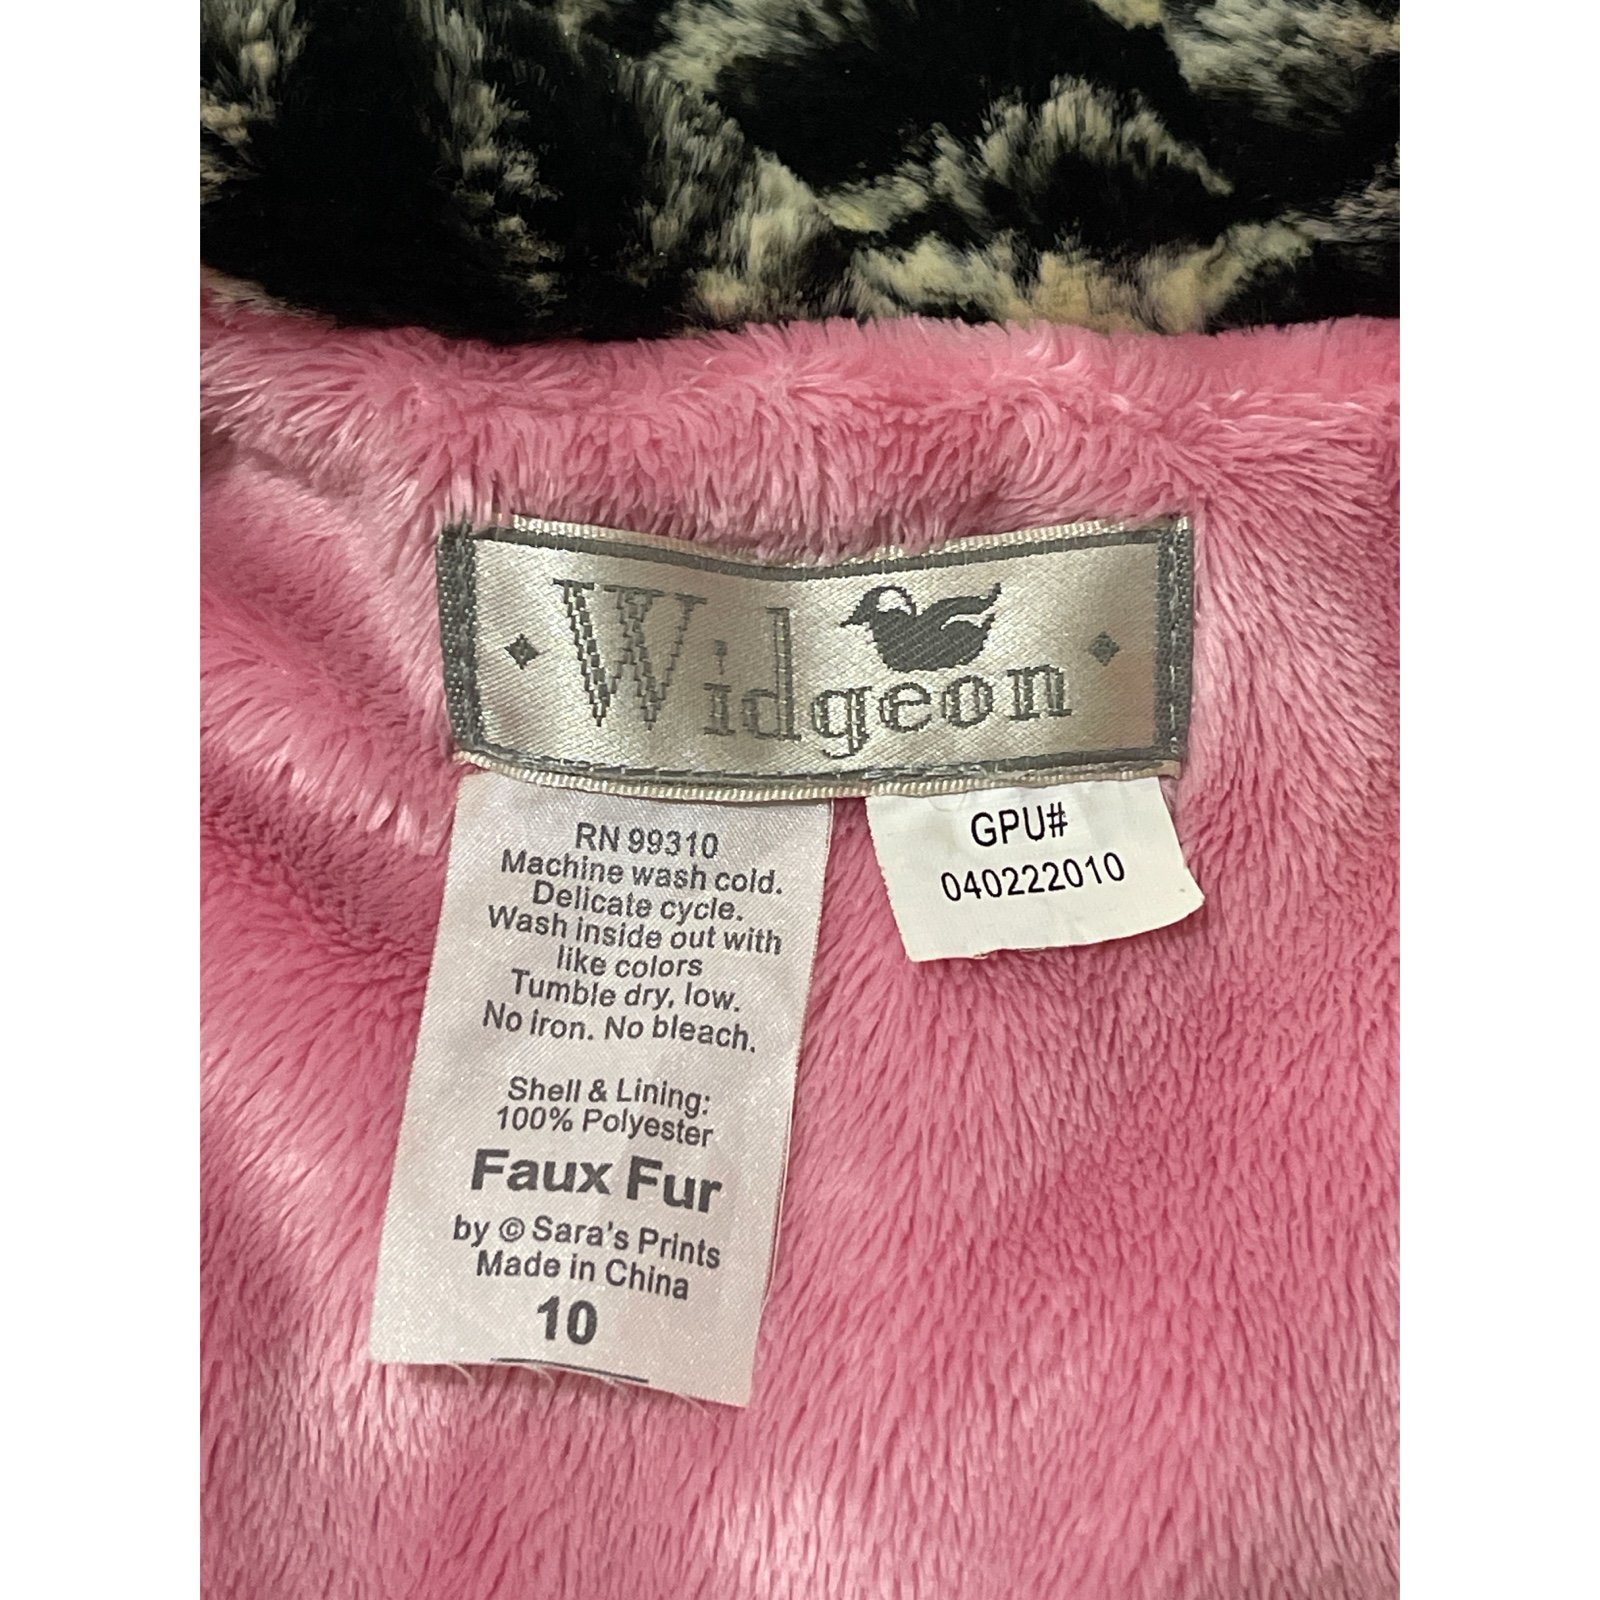 Widgeon
RN 99310
Machine wash cold.
Delicate cycle.
Wash inside out with
like colors
Tumble dry, low.
No iron. No bleach.
Shell & Lining:
100% Polyester
Faux Fur
by © Sara's Prints
Made in China
10
GPU#
040222010